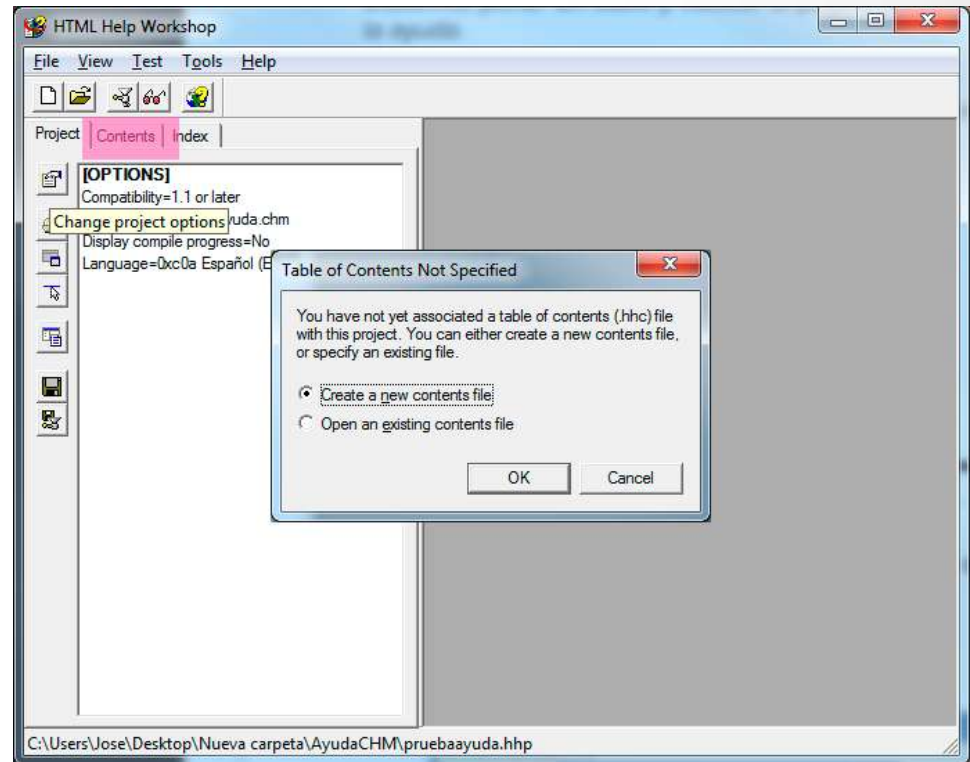 HTML Help Workshop
File View Test Tools Help
Project Contents Index
[OPTIONS]
Compatibility=1.1 or later
Change project options
yuda.chm
Display compile progress=No
Language=0xc0a Español (E
Table of Contents Not Specified
You have not yet associated a table of contents (.hhc) file
with this project. You can either create a new contents file,
or specify an existing file.
Create a new contents file
Open an existing contents file
OK Cancel
C:\Users\Jose\Desktop\Nueva carpeta\AyudaCHM\pruebaayuda.hhp